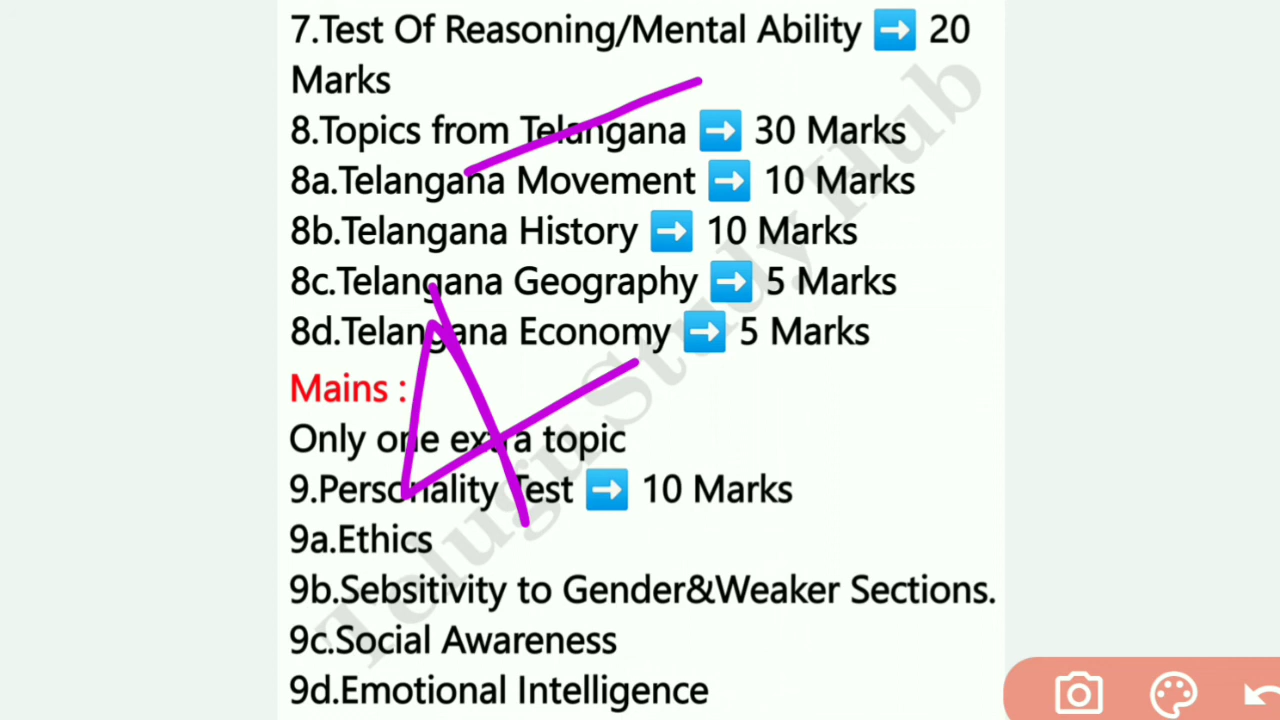 7.Test Of Reasoning/Mental Ability ➡️ 20
Marks
8.Topics from Telangana ➡️ 30 Marks
8a.Telangana Movement ➡️ 10 Marks
8b.Telangana History ➡️ 10 Marks
8c.Telangana Geography ➡️ 5 Marks
8d.Telangana Economy ➡️ 5 Marks
Mains :
Only one extra topic
9.Personality Test ➡️ 10 Marks
9a.Ethics
9b.Sebsitivity to Gender&Weaker Sections.
9c.Social Awareness
9d.Emotional Intelligence
Telugu Study Hub